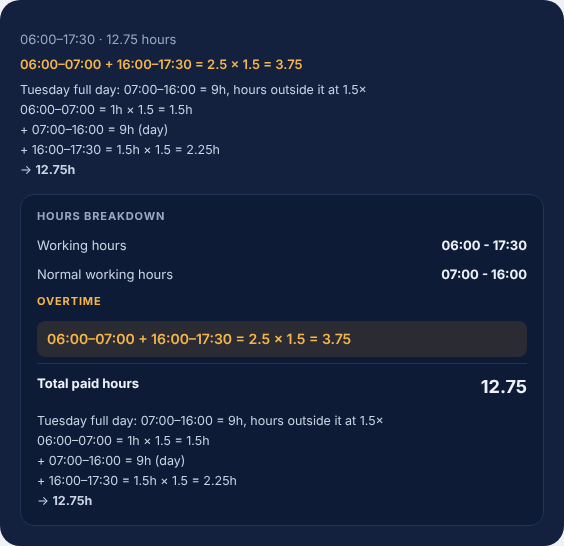 06:00–17:30 · 12.75 hours
06:00–07:00 + 16:00–17:30 = 2.5 × 1.5 = 3.75
Tuesday full day: 07:00–16:00 = 9h, hours outside it at 1.5×
06:00–07:00 = 1h × 1.5 = 1.5h
+ 07:00–16:00 = 9h (day)
+ 16:00–17:30 = 1.5h × 1.5 = 2.25h
→ 12.75h
HOURS BREAKDOWN
Working hours 06:00 - 17:30
Normal working hours 07:00 - 16:00
OVERTIME
06:00–07:00 + 16:00–17:30 = 2.5 × 1.5 = 3.75
Total paid hours 12.75
Tuesday full day: 07:00–16:00 = 9h, hours outside it at 1.5×
06:00–07:00 = 1h × 1.5 = 1.5h
+ 07:00–16:00 = 9h (day)
+ 16:00–17:30 = 1.5h × 1.5 = 2.25h
→ 12.75h